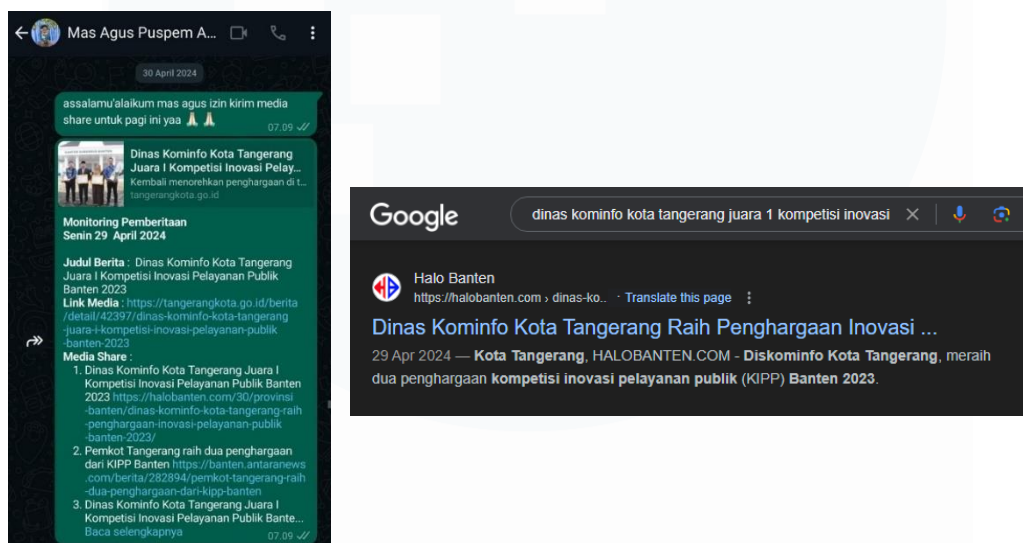 Mas Agus Puspem A...
30 April 2024
assalamu'alaikum mas agus izin kirim media
share untuk pagi ini yaa 🙏🏻 🙏🏻
07.09
Dinas Kominfo Kota Tangerang
Juara I Kompetisi Inovasi Pelay...
Kembali menorehkan penghargaan di t...
tangerangkota.go.id
Monitoring Pemberitaan
Senin 29 April 2024
Judul Berita : Dinas Kominfo Kota Tangerang
Juara I Kompetisi Inovasi Pelayanan Publik
Banten 2023
Link Media : https://tangerangkota.go.id/berita
/detail/42397/dinas-kominfo-kota-tangerang
-juara-i-kompetisi-inovasi-pelayanan-publik
-banten-2023
Media Share :
1. Dinas Kominfo Kota Tangerang Juara I
Kompetisi Inovasi Pelayanan Publik Banten
2023 https://halobanten.com/30/provinsi
-banten/dinas-kominfo-kota-tangerang-raih
-penghargaan-inovasi-pelayanan-publik
-banten-2023/
2. Pemkot Tangerang raih dua penghargaan
dari KIPP Banten https://banten.antaranews
.com/berita/282894/pemkot-tangerang-raih
-dua-penghargaan-dari-kipp-banten
3. Dinas Kominfo Kota Tangerang Juara I
Kompetisi Inovasi Pelayanan Publik Bante...
Baca selengkapnya
07.09
Google
dinas kominfo kota tangerang juara 1 kompetisi inovasi
Halo Banten
https://halobanten.com › dinas-ko.. · Translate this page
Dinas Kominfo Kota Tangerang Raih Penghargaan Inovasi ...
29 Apr 2024 — Kota Tangerang, HALOBANTEN.COM - Diskominfo Kota Tangerang, meraih
dua penghargaan kompetisi inovasi pelayanan publik (KIPP) Banten 2023.